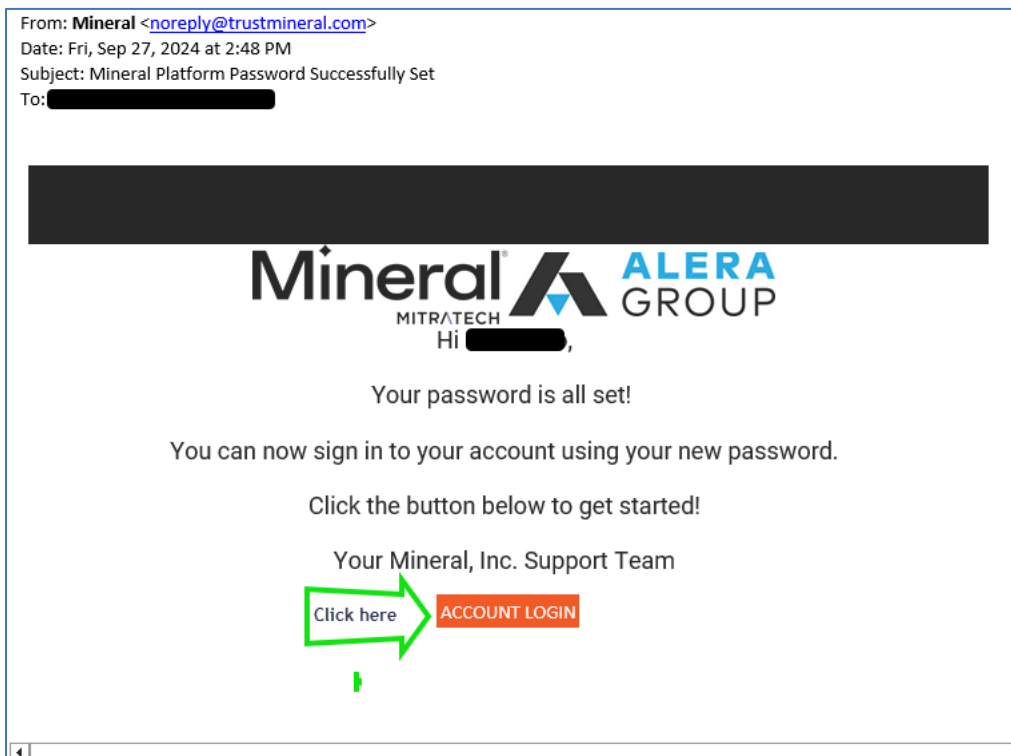 From: Mineral <noreply@trustmineral.com>
Date: Fri, Sep 27, 2024 at 2:48 PM
Subject: Mineral Platform Password Successfully Set
To:
Mineral® ALERA
MITRATECH GROUP
Hi ,
Your password is all set!
You can now sign in to your account using your new password.
Click the button below to get started!
Your Mineral, Inc. Support Team
Click here ACCOUNT LOGIN